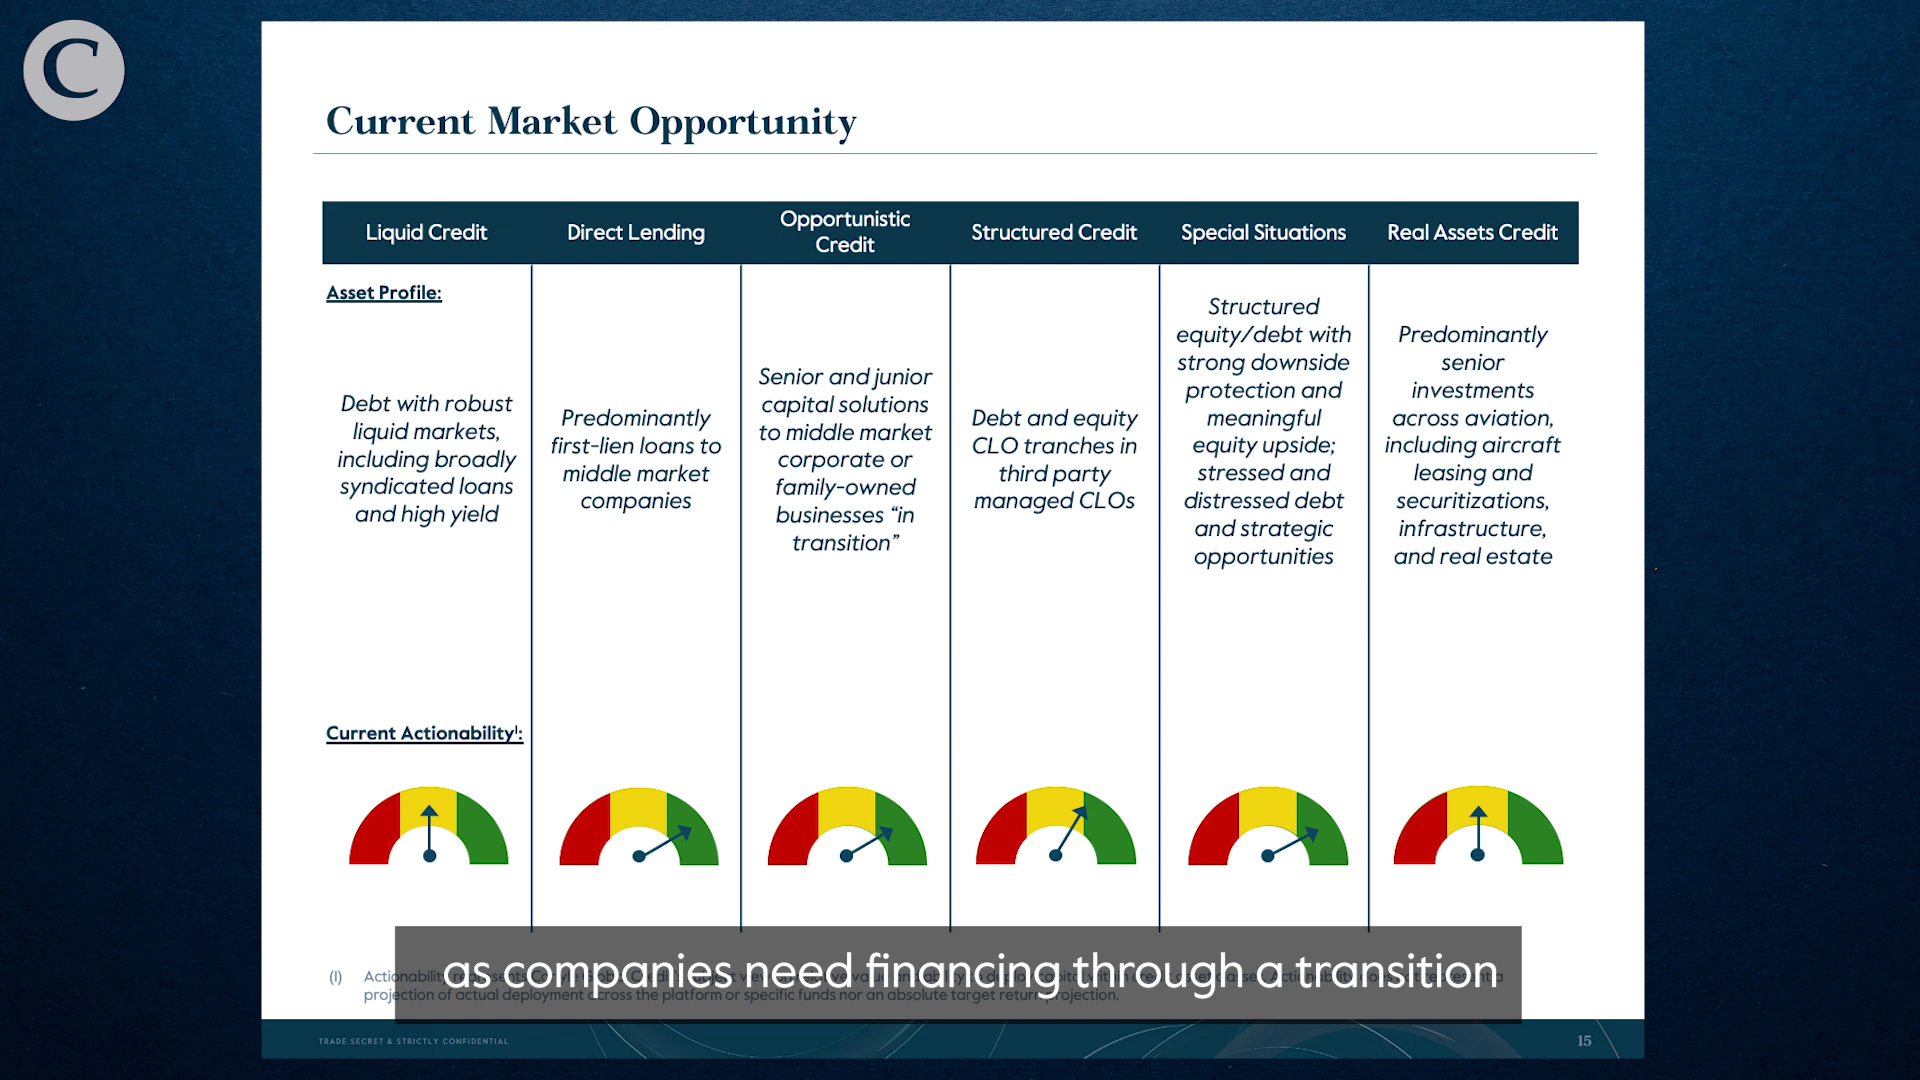 C
Current Market Opportunity
Liquid Credit
Direct Lending
Opportunistic
Credit
Structured Credit
Special Situations
Real Assets Credit
Asset Profile:
Debt with robust
liquid markets,
including broadly
syndicated loans
and high yield
Predominantly
first-lien loans to
middle market
companies
Senior and junior
capital solutions
to middle market
corporate or
family-owned
businesses “in
transition”
Debt and equity
CLO tranches in
third party
managed CLOs
Structured
equity/debt with
strong downside
protection and
meaningful
equity upside;
stressed and
distressed debt
and strategic
opportunities
Predominantly
senior
investments
across aviation,
including aircraft
leasing and
securitizations,
infrastructure,
and real estate
Current Actionability¹:
as companies need financing through a transition
(1) Actionability represents
projection of actual deployment across the platform or specific funds nor an absolute target return projection.
TRADE SECRET & STRICTLY CONFIDENTIAL
15